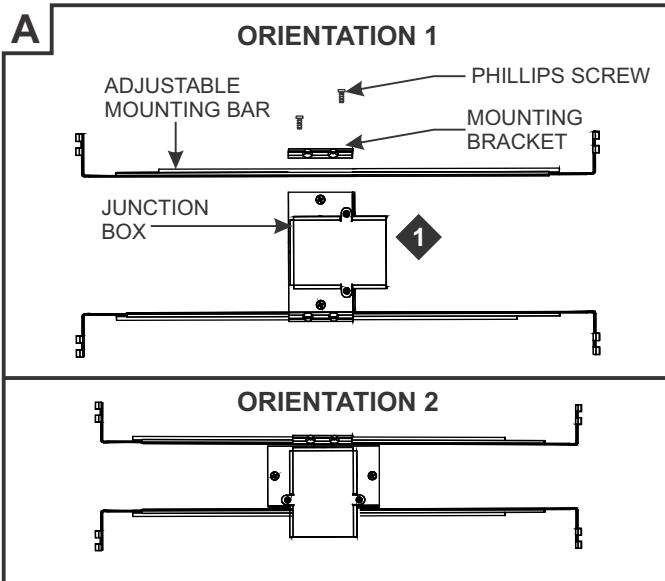 A
ORIENTATION 1
PHILLIPS SCREW
ADJUSTABLE
MOUNTING BAR
MOUNTING
BRACKET
JUNCTION
BOX
1
ORIENTATION 2